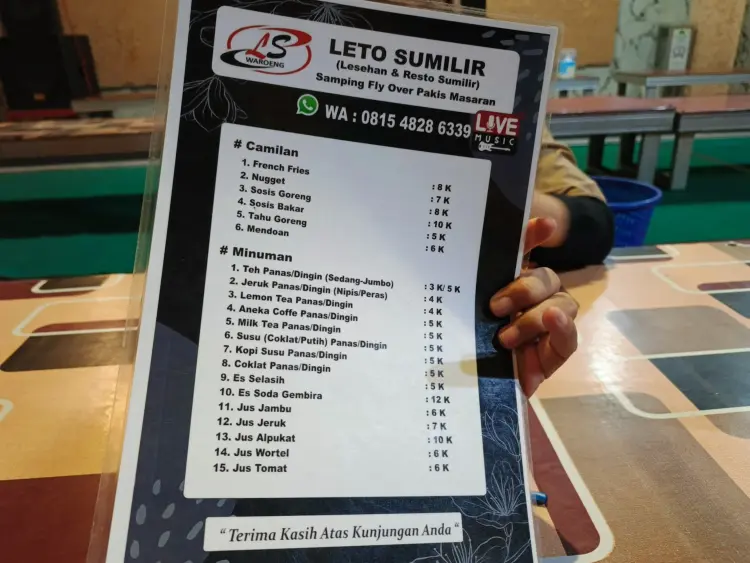 LS
WAROENG
LETO SUMILIR
(Lesehan & Resto Sumilir)
Samping Fly Over Pakis Masaran
WA : 0815 4828 6339
LIVE
MUSIC
# Camilan
1. French Fries : 8 K
2. Nugget : 7 K
3. Sosis Goreng : 8 K
4. Sosis Bakar : 10 K
5. Tahu Goreng : 5 K
6. Mendoan : 6 K
# Minuman
1. Teh Panas/Dingin (Sedang-Jumbo) : 3 K/ 5 K
2. Jeruk Panas/Dingin (Nipis/Peras) : 4 K
3. Lemon Tea Panas/Dingin : 4 K
4. Aneka Coffe Panas/Dingin : 5 K
5. Milk Tea Panas/Dingin : 5 K
6. Susu (Coklat/Putih) Panas/Dingin : 5 K
7. Kopi Susu Panas/Dingin : 5 K
8. Coklat Panas/Dingin : 5 K
9. Es Selasih : 5 K
10. Es Soda Gembira : 12 K
11. Jus Jambu : 6 K
12. Jus Jeruk : 7 K
13. Jus Alpukat : 10 K
14. Jus Wortel : 6 K
15. Jus Tomat : 6 K
“ Terima Kasih Atas Kunjungan Anda “